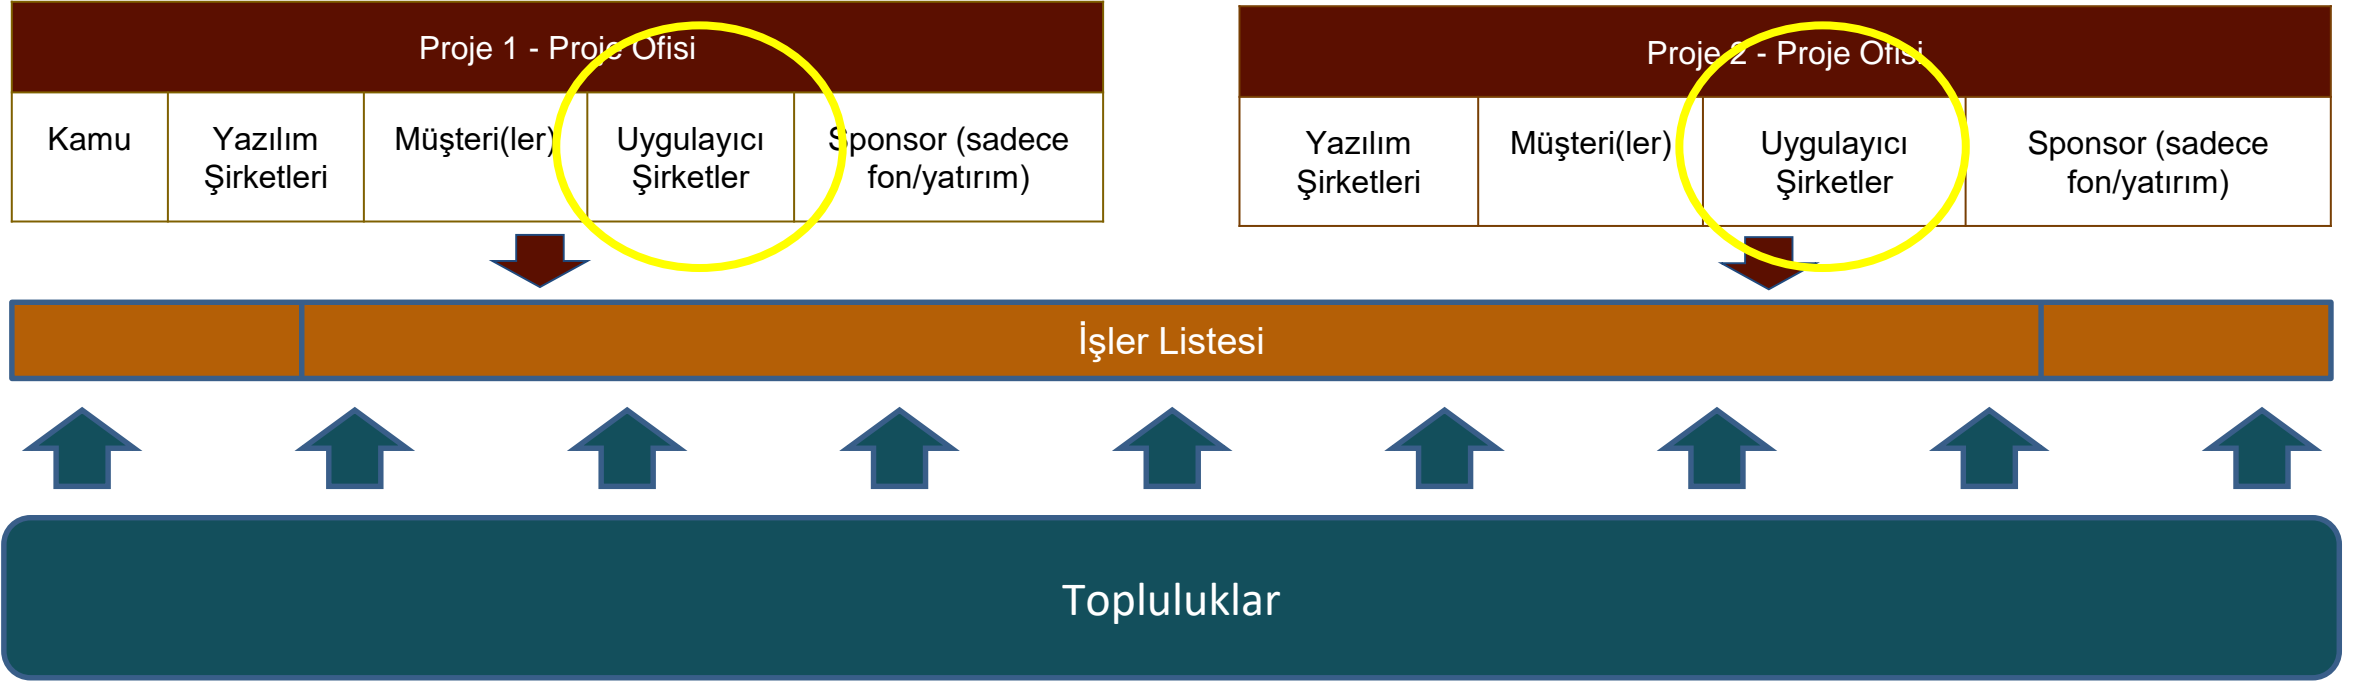 Proje 1 - Proje Ofisi
Kamu
Yazılım
Şirketleri
Müşteri(ler)
Uygulayıcı
Şirketler
Sponsor (sadece
fon/yatırım)
Proje 2 - Proje Ofisi
Yazılım
Şirketleri
Müşteri(ler)
Uygulayıcı
Şirketler
Sponsor (sadece
fon/yatırım)
İşler Listesi
Topluluklar